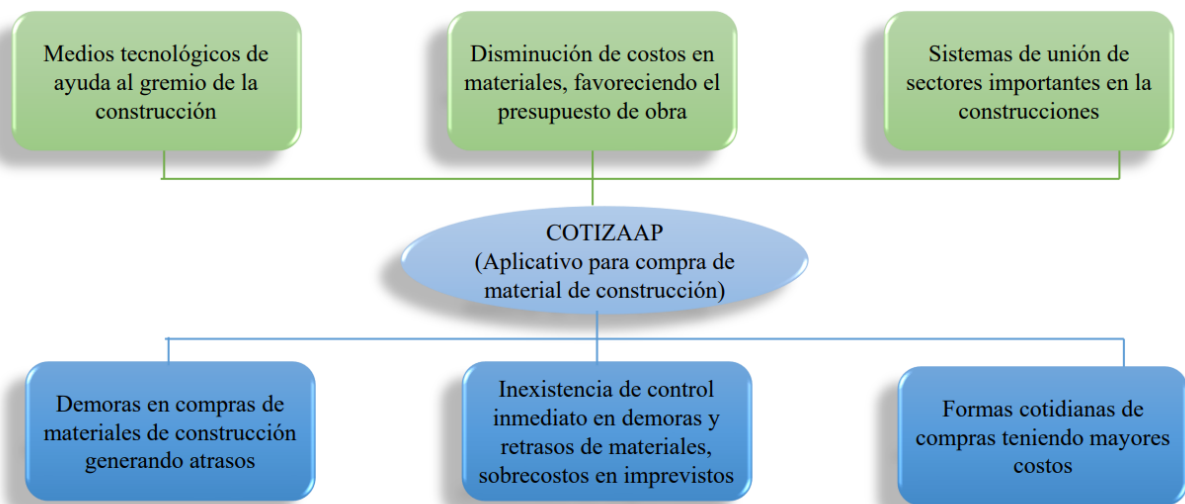 Medios tecnológicos de
ayuda al gremio de la
construcción
Disminución de costos en
materiales, favoreciendo el
presupuesto de obra
Sistemas de unión de
sectores importantes en la
construcciones
COTIZAAP
(Aplicativo para compra de
material de construcción)
Demoras en compras de
materiales de construcción
generando atrasos
Inexistencia de control
inmediato en demoras y
retrasos de materiales,
sobrecostos en imprevistos
Formas cotidianas de
compras teniendo mayores
costos